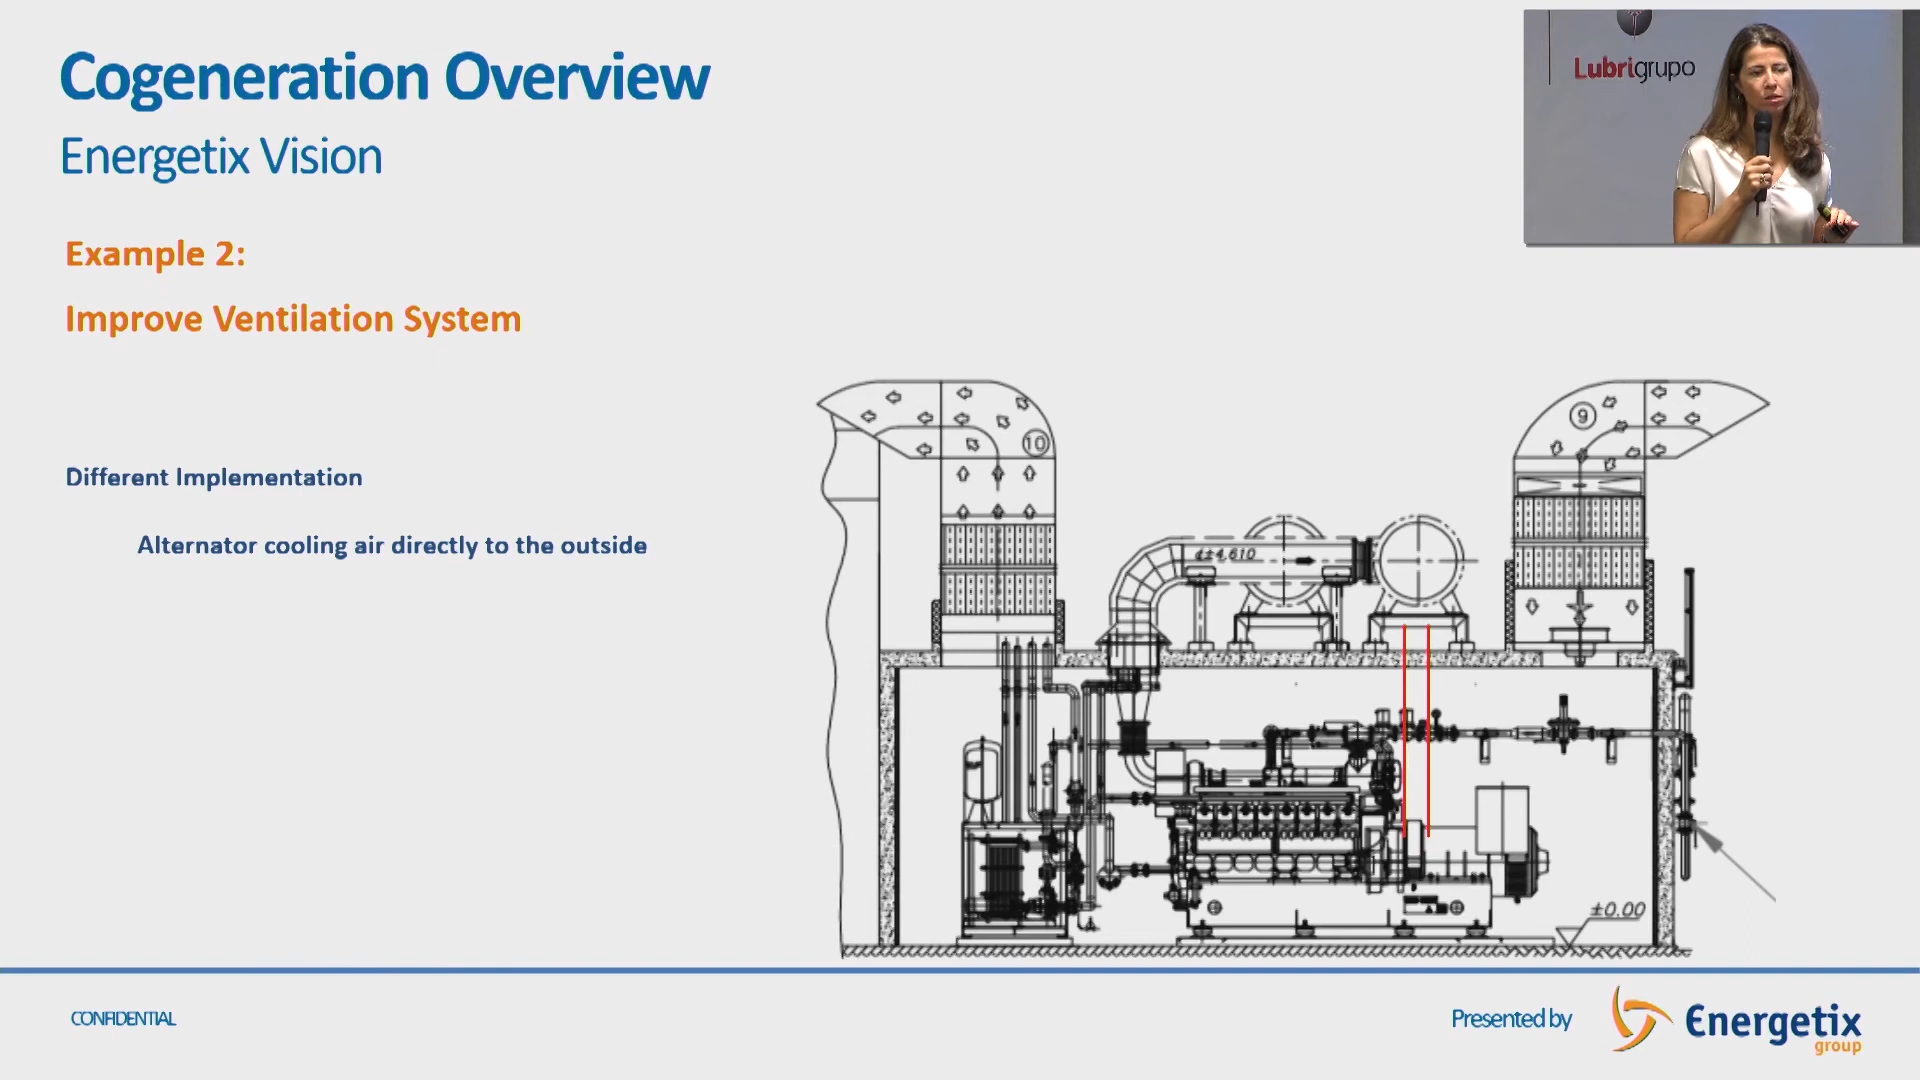 Cogeneration Overview
Energetix Vision
Lubrigrupo
Example 2:
Improve Ventilation System
Different Implementation
Alternator cooling air directly to the outside
10
9
±0.00
CONFIDENTIAL
Presented by
Energetix
group